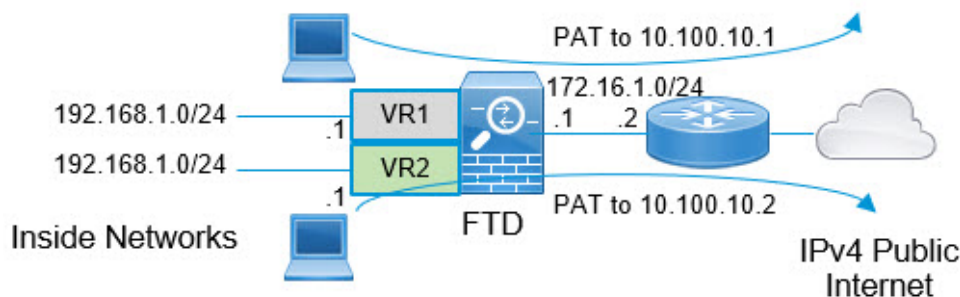 PAT to 10.100.10.1
172.16.1.0/24
192.168.1.0/24
.1
VR1
.1
.2
192.168.1.0/24
VR2
.1
PAT to 10.100.10.2
FTD
Inside Networks
IPv4 Public
Internet